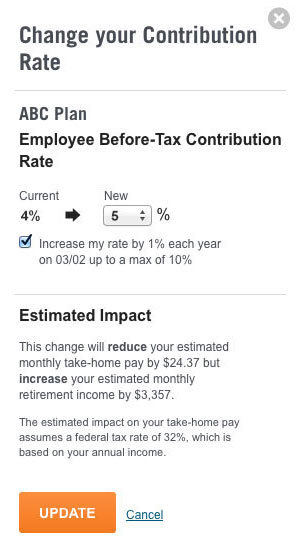 Change your Contribution
Rate
ABC Plan
Employee Before-Tax Contribution
Rate
Current New
4% 5 %
Increase my rate by 1% each year
on 03/02 up to a max of 10%
Estimated Impact
This change will reduce your estimated
monthly take-home pay by $24.37 but
increase your estimated monthly
retirement income by $3,357.
The estimated impact on your take-home pay
assumes a federal tax rate of 32%, which is
based on your annual income.
UPDATE Cancel